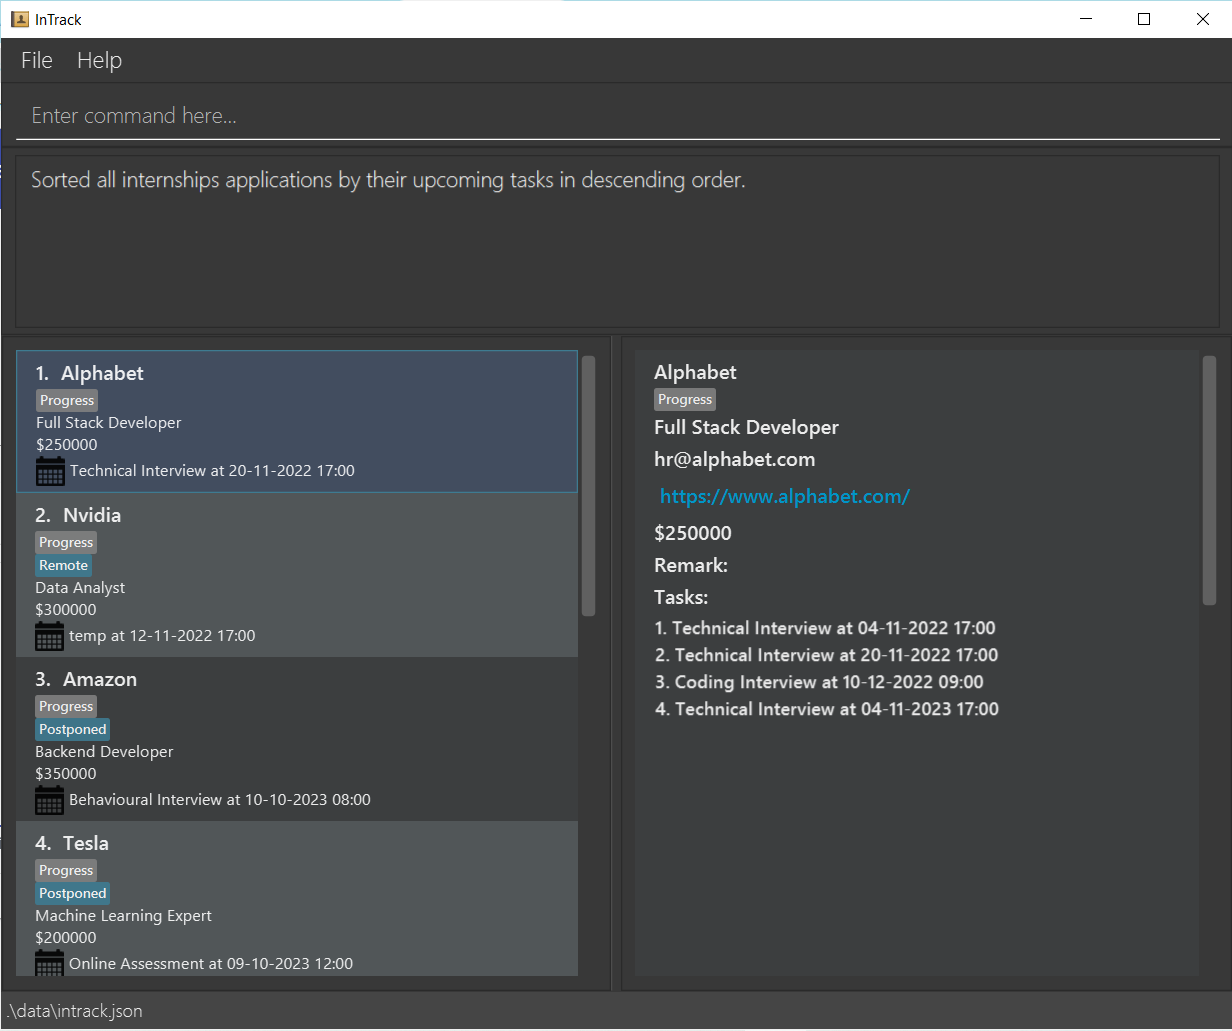 InTrack
File Help
Enter command here...
Sorted all internships applications by their upcoming tasks in descending order.
1. Alphabet
Progress
Full Stack Developer
$250000
Technical Interview at 20-11-2022 17:00
2. Nvidia
Progress
Remote
Data Analyst
$300000
temp at 12-11-2022 17:00
3. Amazon
Progress
Postponed
Backend Developer
$350000
Behavioural Interview at 10-10-2023 08:00
4. Tesla
Progress
Postponed
Machine Learning Expert
$200000
Online Assessment at 09-10-2023 12:00
Alphabet
Progress
Full Stack Developer
hr@alphabet.com
https://www.alphabet.com/
$250000
Remark:
Tasks:
1. Technical Interview at 04-11-2022 17:00
2. Technical Interview at 20-11-2022 17:00
3. Coding Interview at 10-12-2022 09:00
4. Technical Interview at 04-11-2023 17:00
.\data\intrack.json